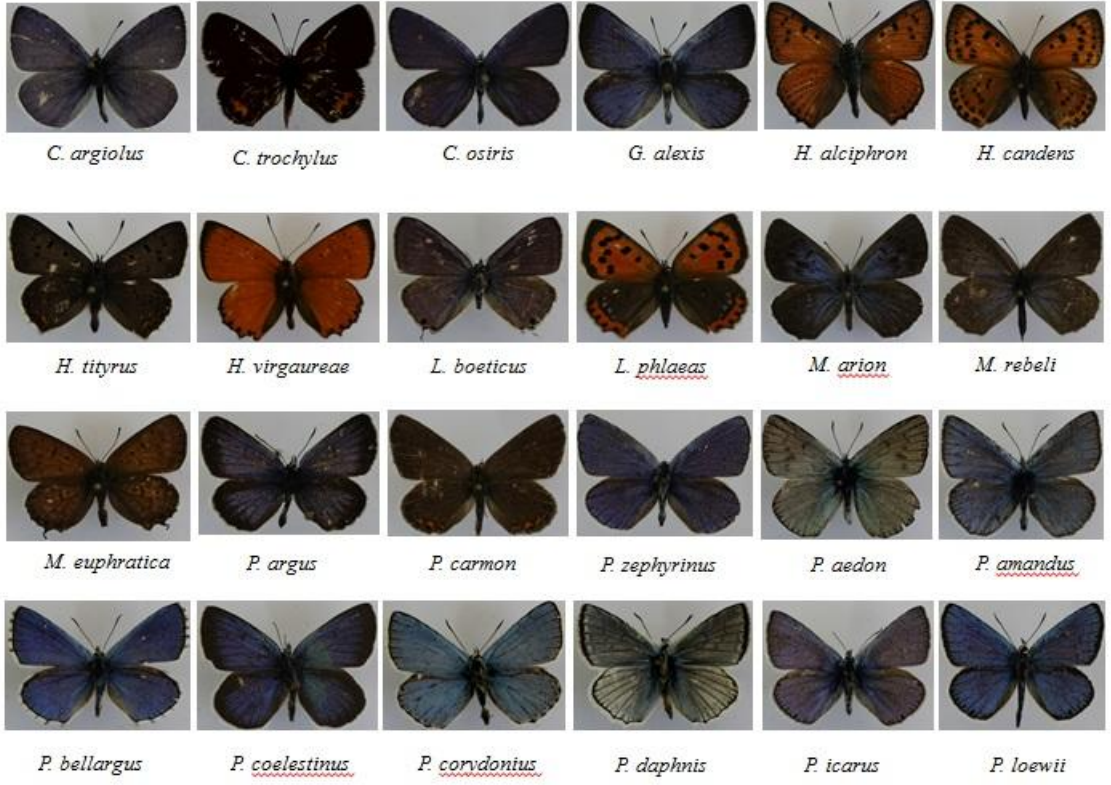 C. argiolus C. trochylus C. osiris G. alexis H. alciphron H. candens
H. tityrus H. virgaureae L. boeticus L. phlaeas M. arion M. rebeli
M. euphratica P. argus P. carmon P. zephyrinus P. aedon P. amandus
P. bellargus P. coelestinus P. corydonius P. daphnis P. icarus P. loewii